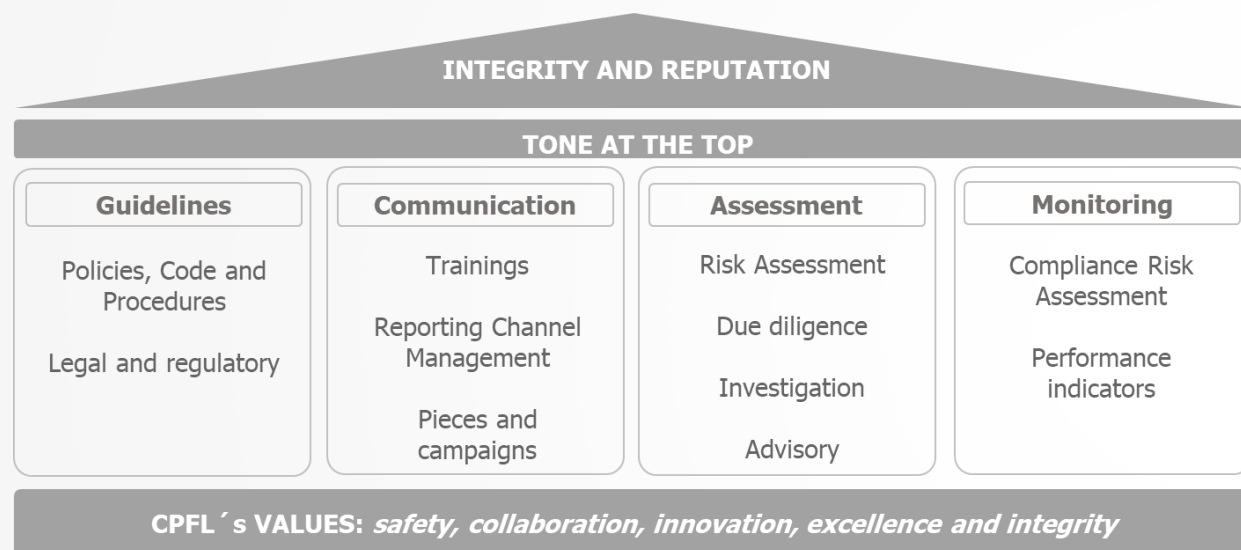 INTEGRITY AND REPUTATION
TONE AT THE TOP
Guidelines
Policies, Code and
Procedures
Legal and regulatory
Communication
Trainings
Reporting Channel
Management
Pieces and
campaigns
Assessment
Risk Assessment
Due diligence
Investigation
Advisory
Monitoring
Compliance Risk
Assessment
Performance
indicators
CPFL´s VALUES: safety, collaboration, innovation, excellence and integrity